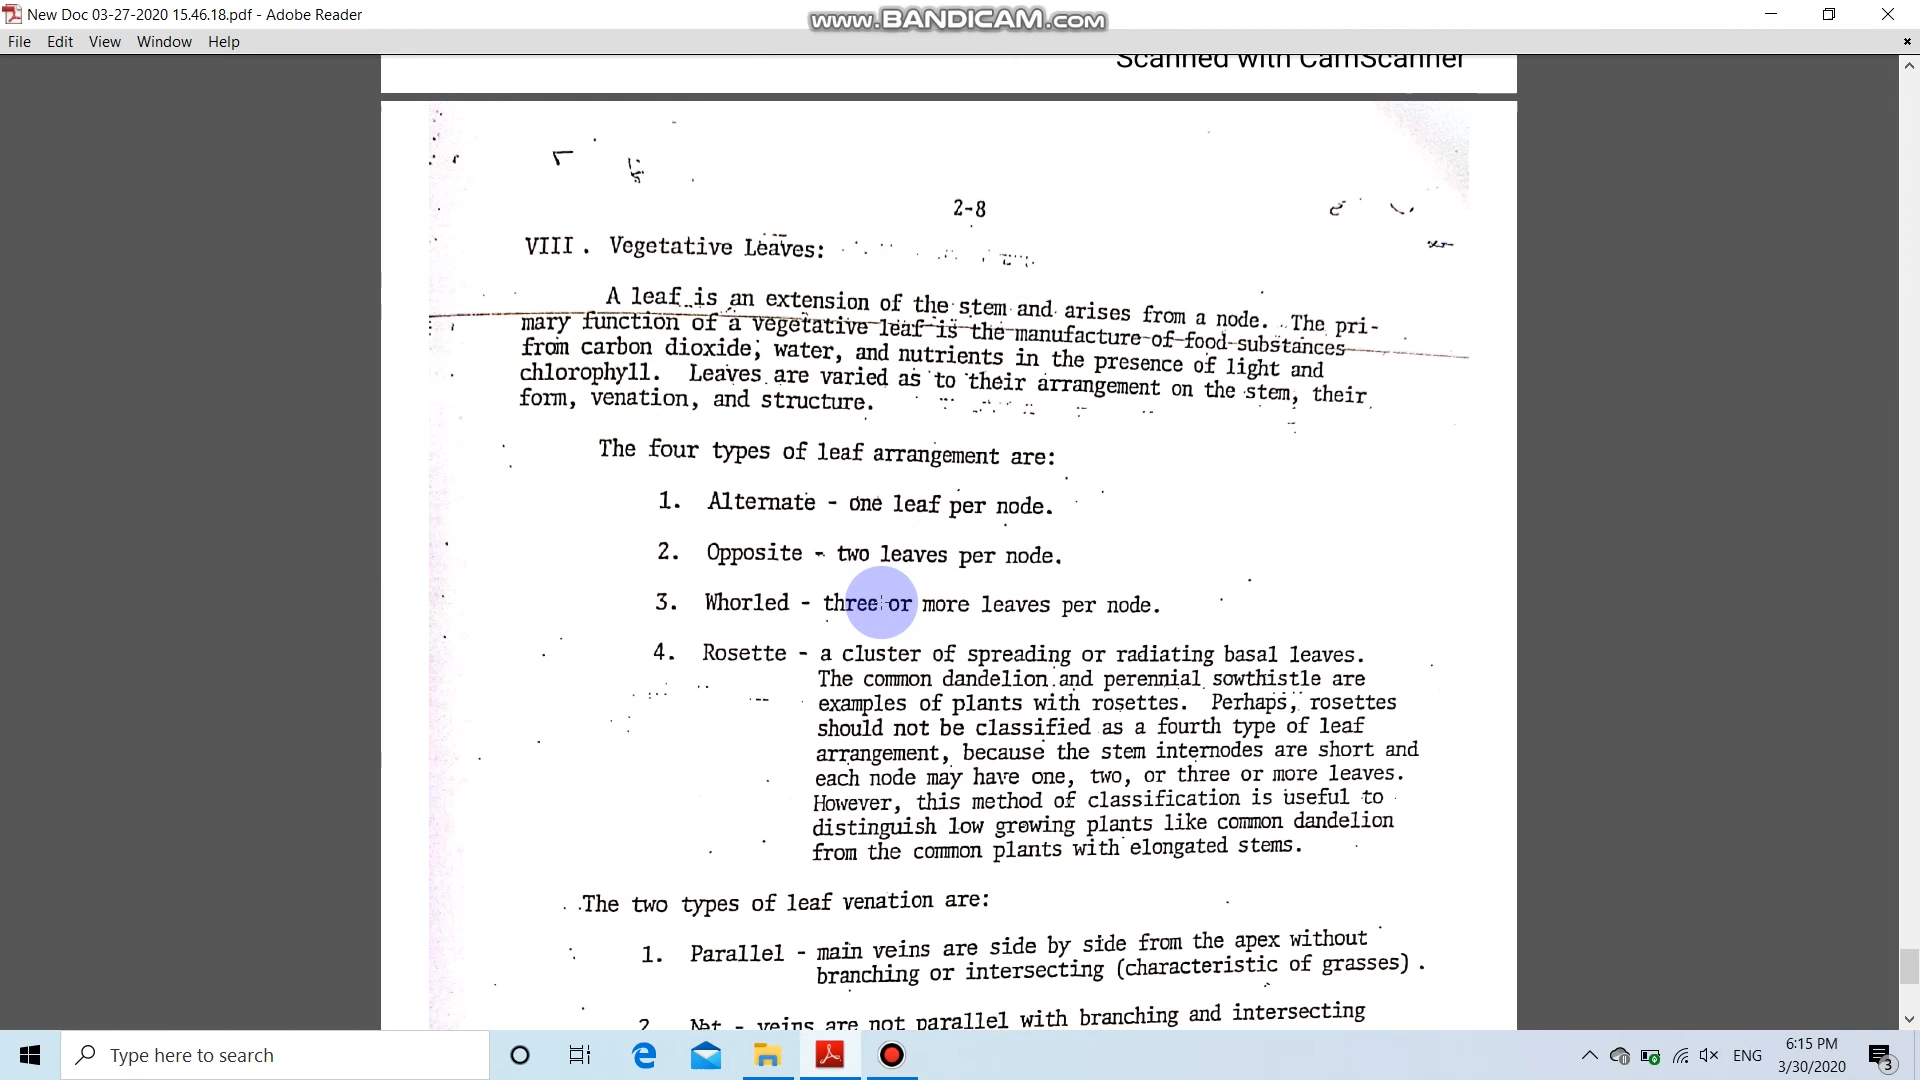 New Doc 03-27-2020 15.46.18.pdf - Adobe Reader
www.BANDICAM.com
File Edit View Window Help
Scanned with CamScanner
2-8
VIII. Vegetative Leaves:
A leaf is an extension of the stem and arises from a node. The pri-
mary function of a vegetative leaf is the manufacture of food substances
from carbon dioxide, water, and nutrients in the presence of light and
chlorophyll. Leaves are varied as to their arrangement on the stem, their
form, venation, and structure.
The four types of leaf arrangement are:
1. Alternate - one leaf per node.
2. Opposite - two leaves per node.
3. Whorled - three or more leaves per node.
4. Rosette - a cluster of spreading or radiating basal leaves.
The common dandelion and perennial sowthistle are
examples of plants with rosettes. Perhaps, rosettes
should not be classified as a fourth type of leaf
arrangement, because the stem internodes are short and
each node may have one, two, or three or more leaves.
However, this method of classification is useful to
distinguish low growing plants like common dandelion
from the common plants with elongated stems.
The two types of leaf venation are:
1. Parallel - main veins are side by side from the apex without
branching or intersecting (characteristic of grasses).
2. Net - veins are not parallel with branching and intersecting
Type here to search
ENG
6:15 PM
3/30/2020
3